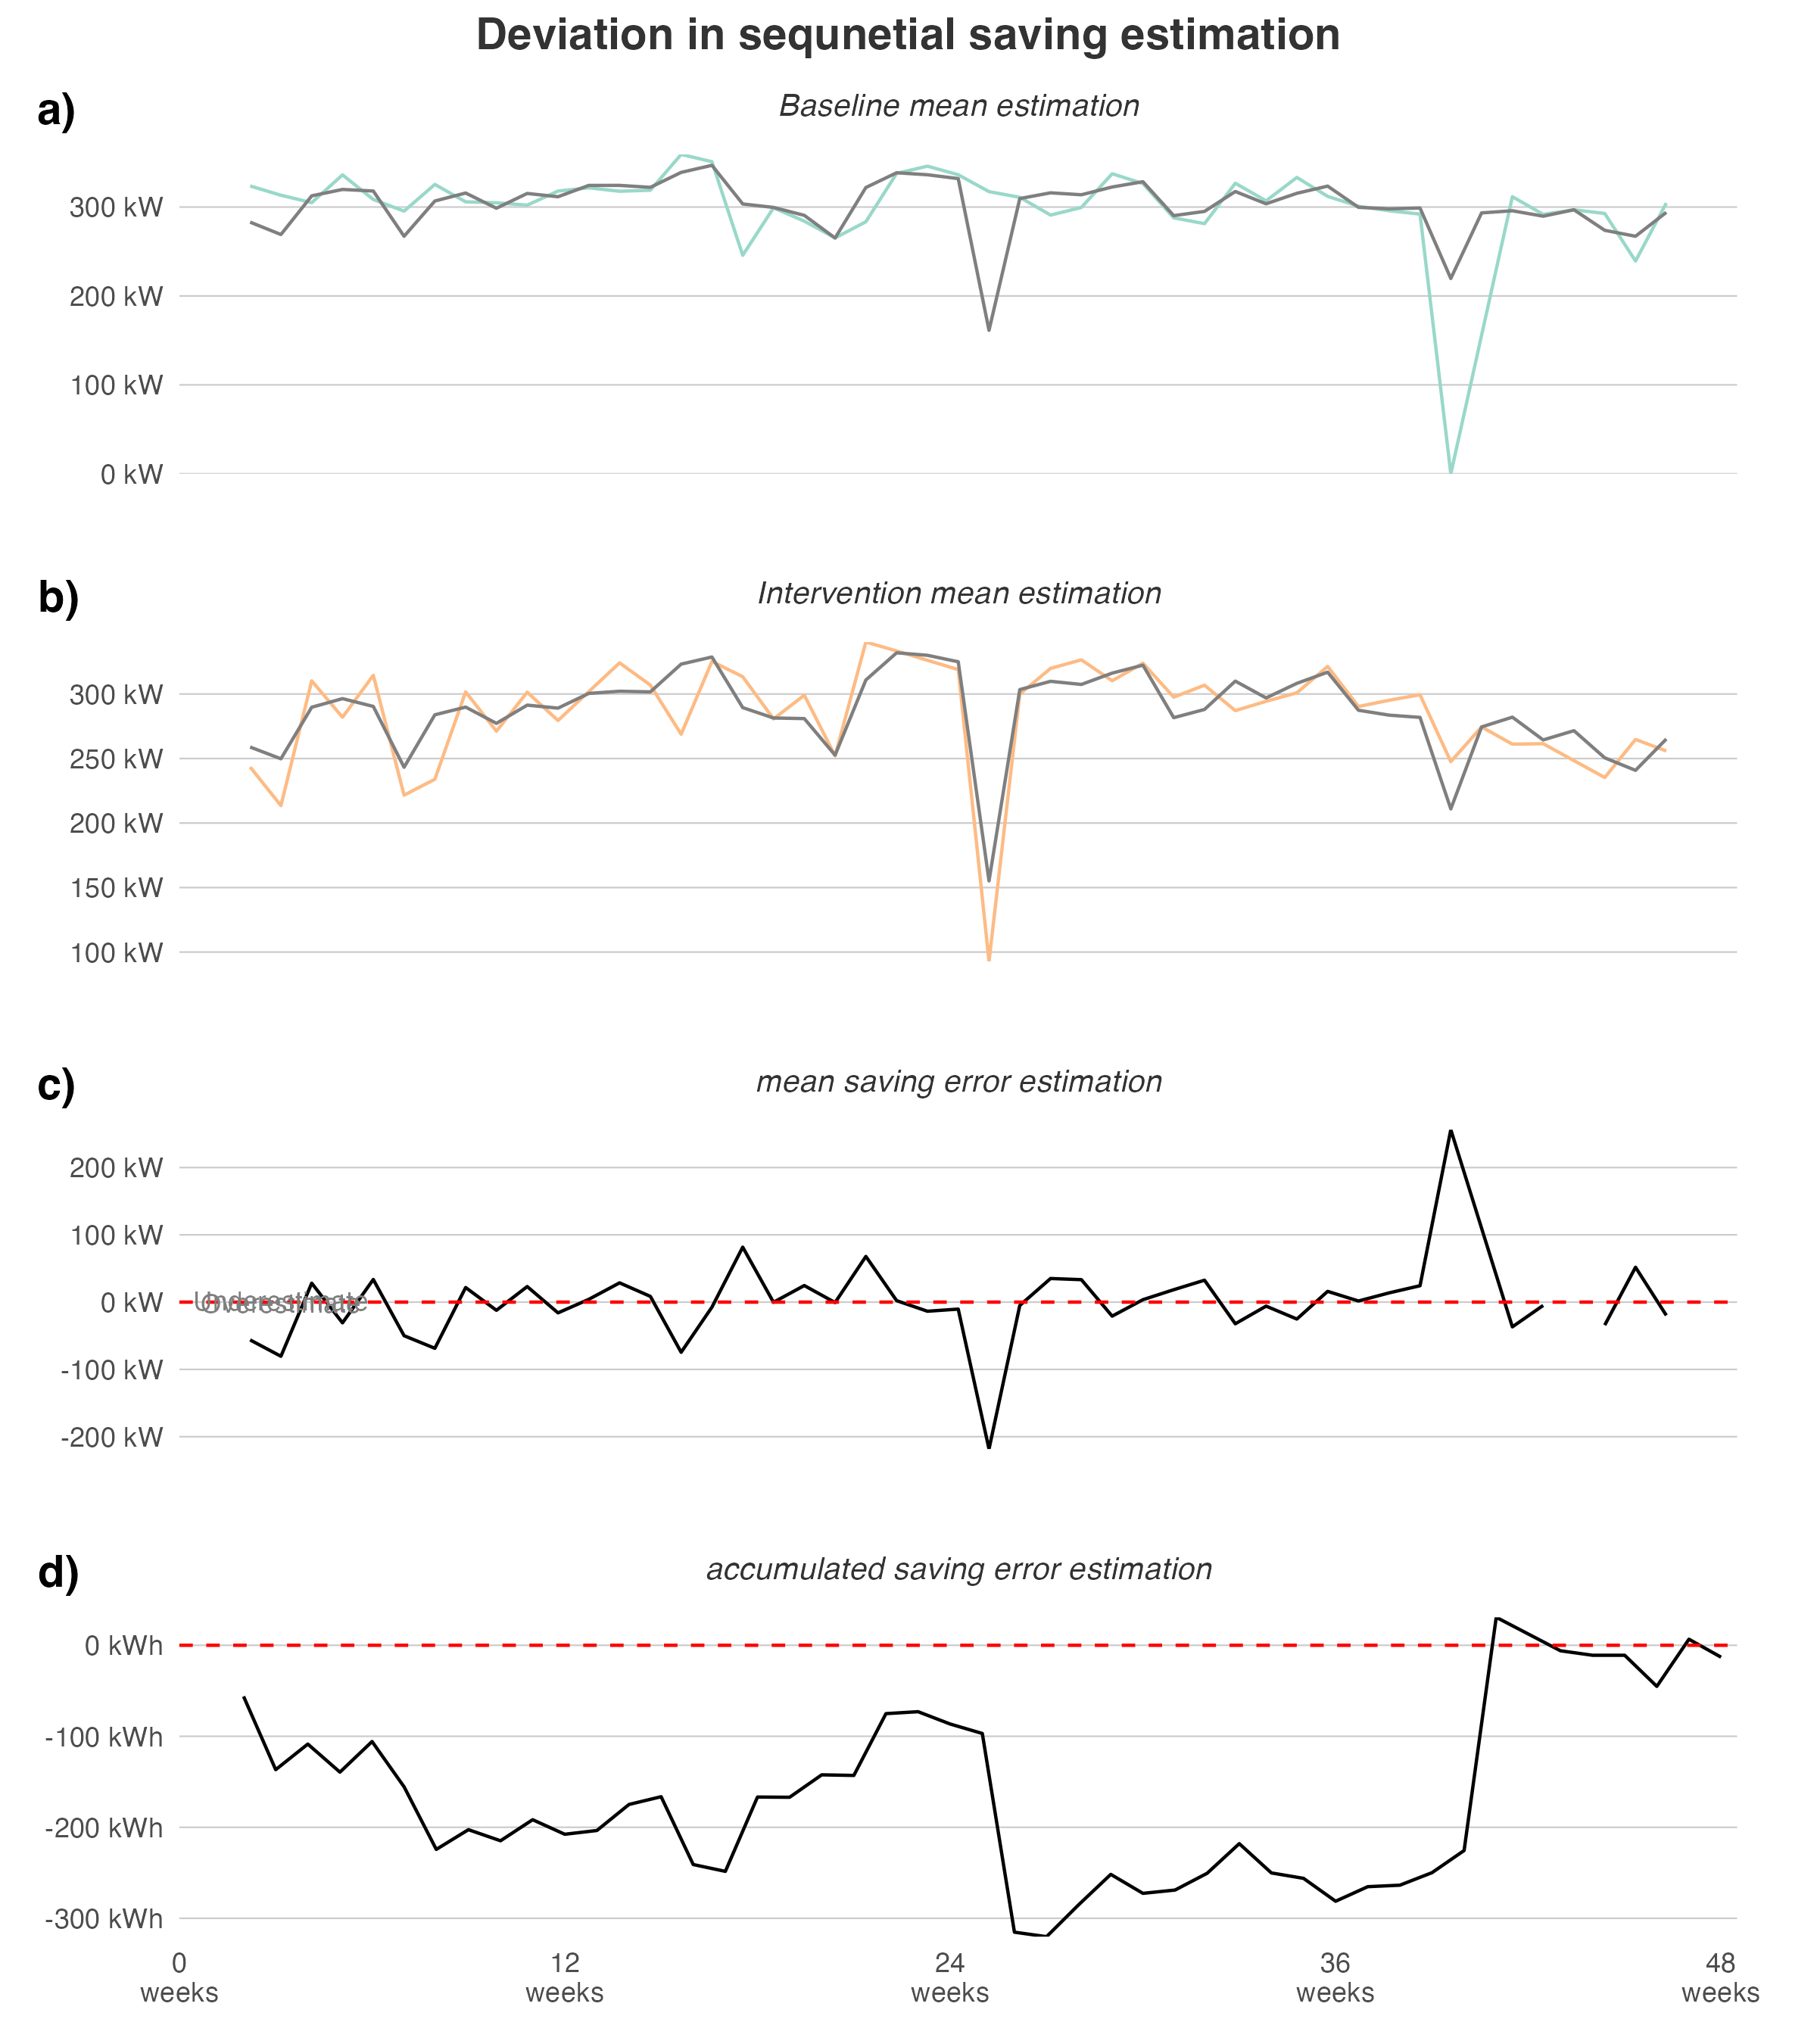 Deviation in sequnetial saving estimation
a)
Baseline mean estimation
300 kW
200 kW
100 kW
0 kW
b)
Intervention mean estimation
300 kW
250 kW
200 kW
150 kW
100 kW
c)
mean saving error estimation
200 kW
100 kW
0 kW
Underestimate
Overestimate
-100 kW
-200 kW
d)
accumulated saving error estimation
0 kWh
-100 kWh
-200 kWh
-300 kWh
0 12 24 36 48
weeks weeks weeks weeks weeks